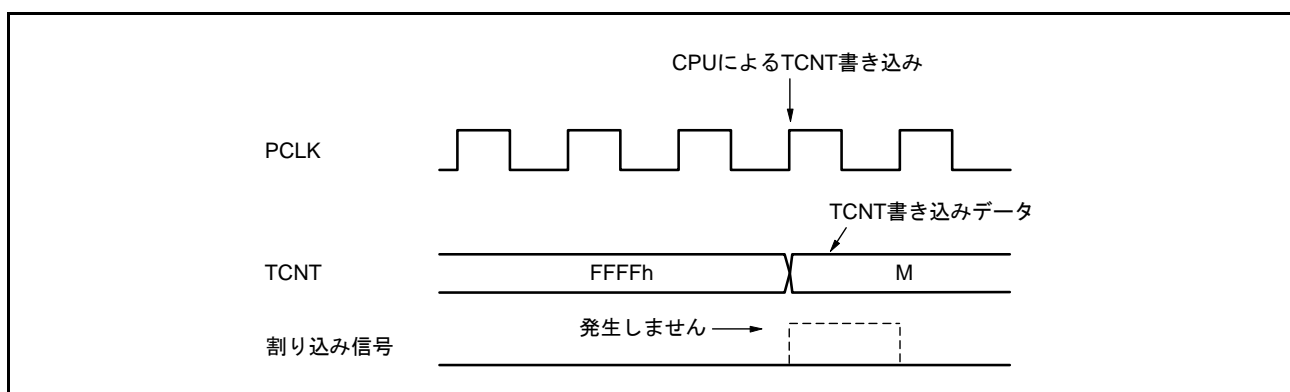 CPUによるTCNT書き込み
PCLK
TCNT書き込みデータ
TCNT
FFFFh
M
発生しません
割り込み信号